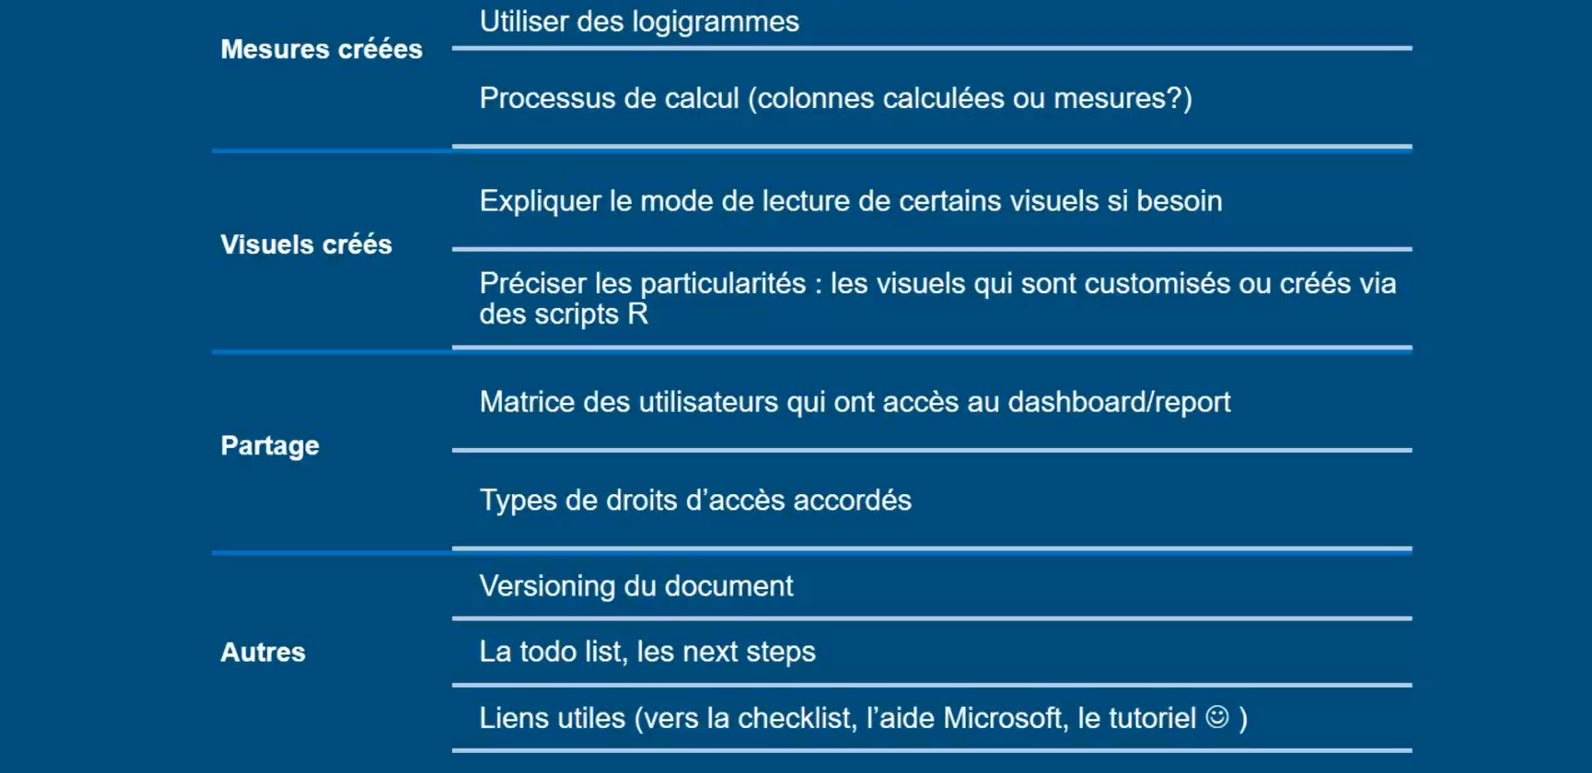 Utiliser des logigrammes
Mesures créées
Processus de calcul (colonnes calculées ou mesures?)
Expliquer le mode de lecture de certains visuels si besoin
Visuels créés
Préciser les particularités : les visuels qui sont customisés ou créés via
des scripts R
Matrice des utilisateurs qui ont accès au dashboard/report
Partage
Types de droits d’accès accordés
Versioning du document
Autres
La todo list, les next steps
Liens utiles (vers la checklist, l’aide Microsoft, le tutoriel ☺ )